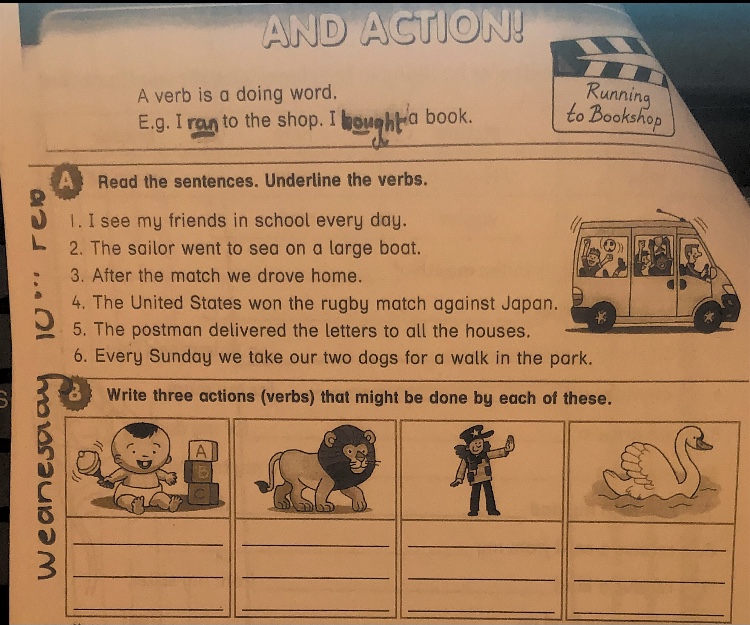 AND ACTION!
A verb is a doing word.
E.g. I ran to the shop. I bought a book.
Running
to Bookshop
A Read the sentences. Underline the verbs.
1. I see my friends in school every day.
2. The sailor went to sea on a large boat.
3. After the match we drove home.
4. The United States won the rugby match against Japan.
5. The postman delivered the letters to all the houses.
6. Every Sunday we take our two dogs for a walk in the park.
B Write three actions (verbs) that might be done by each of these.
A
B
C
Wednesday 10th Feb